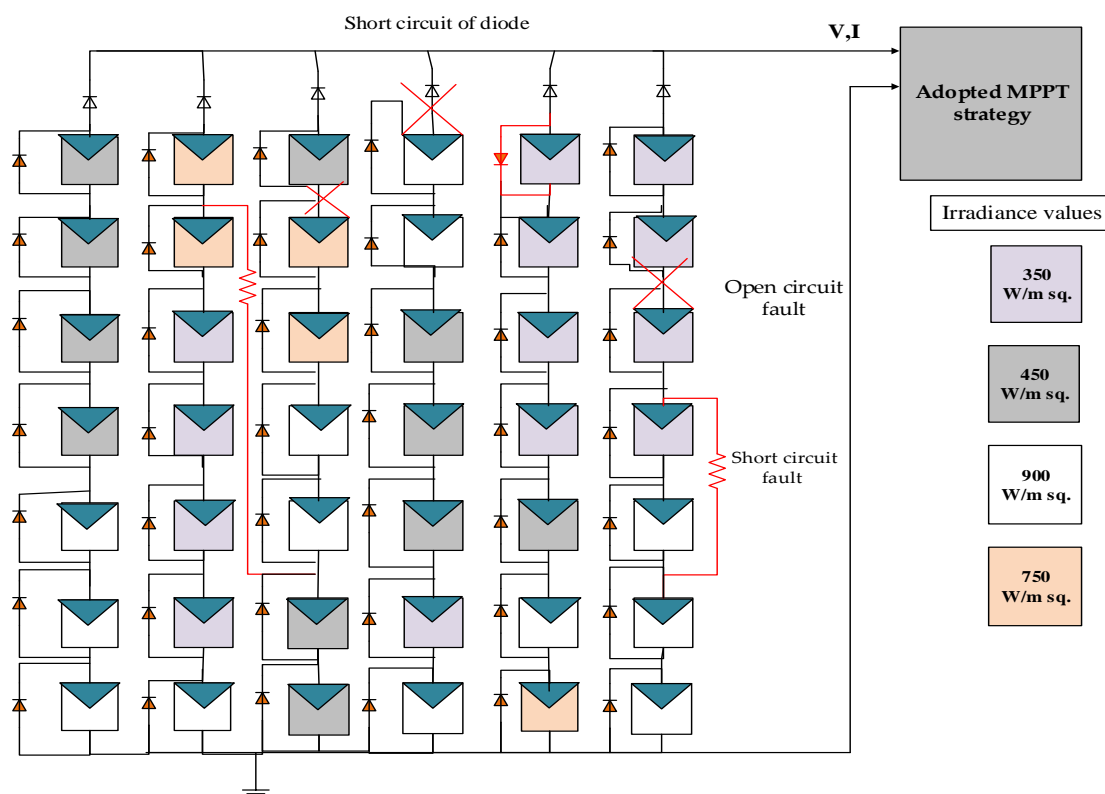 Short circuit of diode
V,I
Adopted MPPT
strategy
Irradiance values
350
W/m sq.
Open circuit
fault
450
W/m sq.
Short circuit
fault
900
W/m sq.
750
W/m sq.